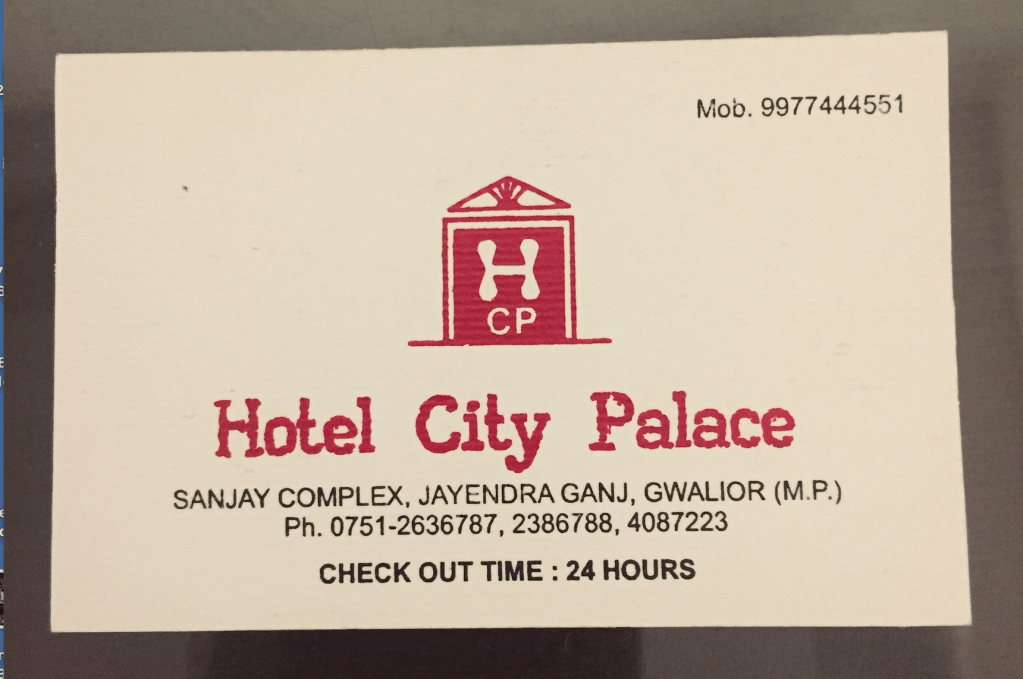 Mob. 9977444551
H
CP
Hotel City Palace
SANJAY COMPLEX, JAYENDRA GANJ, GWALIOR (M.P.)
Ph. 0751-2636787, 2386788, 4087223
CHECK OUT TIME : 24 HOURS